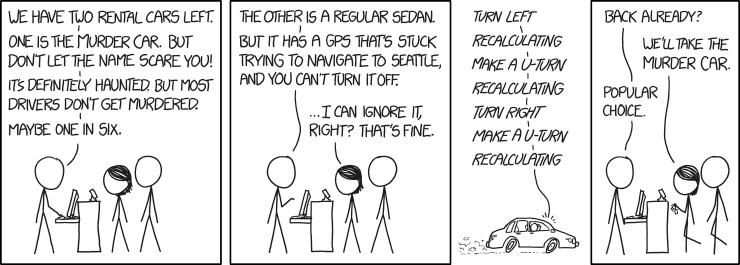 WE HAVE TWO RENTAL CARS LEFT.
ONE IS THE MURDER CAR. BUT
DON'T LET THE NAME SCARE YOU!
IT'S DEFINITELY HAUNTED. BUT MOST
DRIVERS DON'T GET MURDERED.
MAYBE ONE IN SIX.
THE OTHER IS A REGULAR SEDAN.
BUT IT HAS A GPS THAT'S STUCK
TRYING TO NAVIGATE TO SEATTLE,
AND YOU CAN'T TURN IT OFF.
...I CAN IGNORE IT,
RIGHT? THAT'S FINE.
TURN LEFT
RECALCULATING
MAKE A U-TURN
RECALCULATING
TURN RIGHT
MAKE A U-TURN
RECALCULATING
BACK ALREADY?
WE'LL TAKE THE
MURDER CAR.
POPULAR
CHOICE.